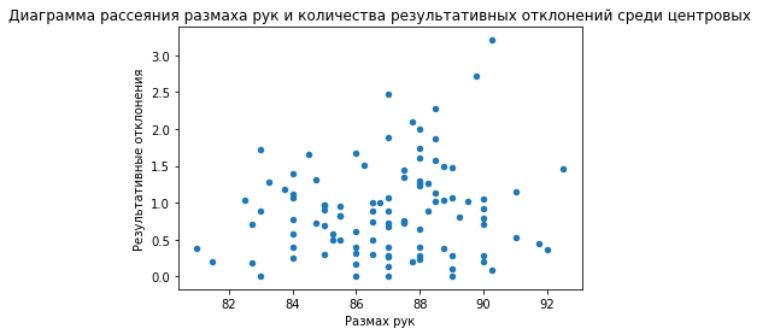 Диаграмма рассеяния размаха рук и количества результативных отклонений среди центровых
Результативные отклонения
3.0
2.5
2.0
1.5
1.0
0.5
0.0
82 84 86 88 90 92
Размах рук